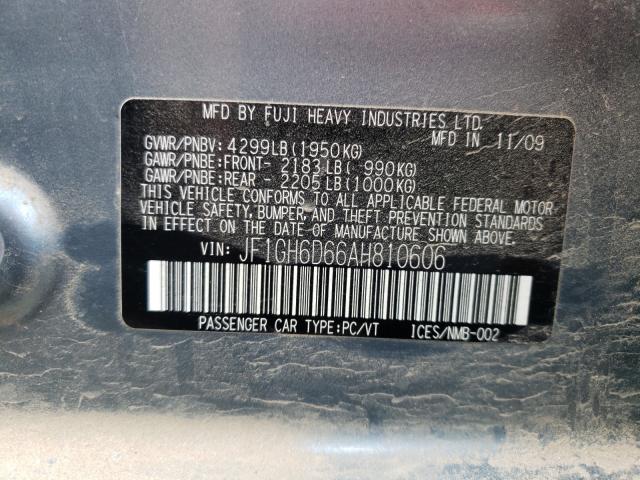 MFD BY FUJI HEAVY INDUSTRIES LTD.
MFD IN 11/09
GVWR/PNBV: 4299LB(1950KG)
GAWR/PNBE:FRONT- 2183LB(-990KG)
GAWR/PNBE:REAR - 2205LB(1000KG)
THIS VEHICLE CONFORMS TO ALL APPLICABLE FEDERAL MOTOR
VEHICLE SAFETY, BUMPER, AND THEFT PREVENTION STANDARDS
IN EFFECT ON THE DATE OF MANUFACTURE SHOWN ABOVE.
VIN: JF1GH6D66AH810606
PASSENGER CAR TYPE:PC/VT ICES/NMB-002